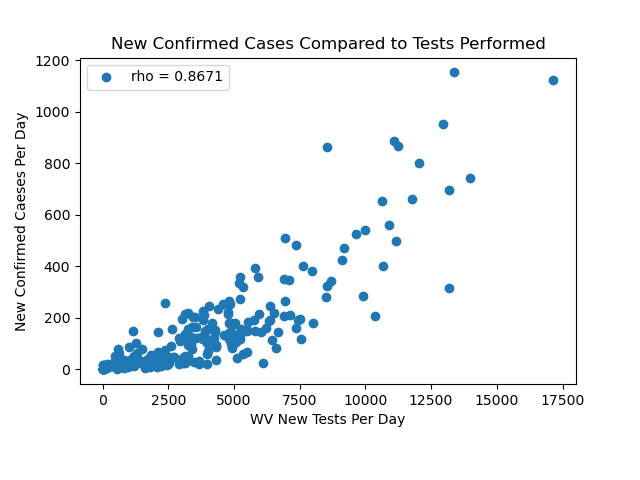 New Confirmed Cases Compared to Tests Performed
rho = 0.8671
New Confirmed Caeses Per Day
1200
1000
800
600
400
200
0
0 2500 5000 7500 10000 12500 15000 17500
WV New Tests Per Day